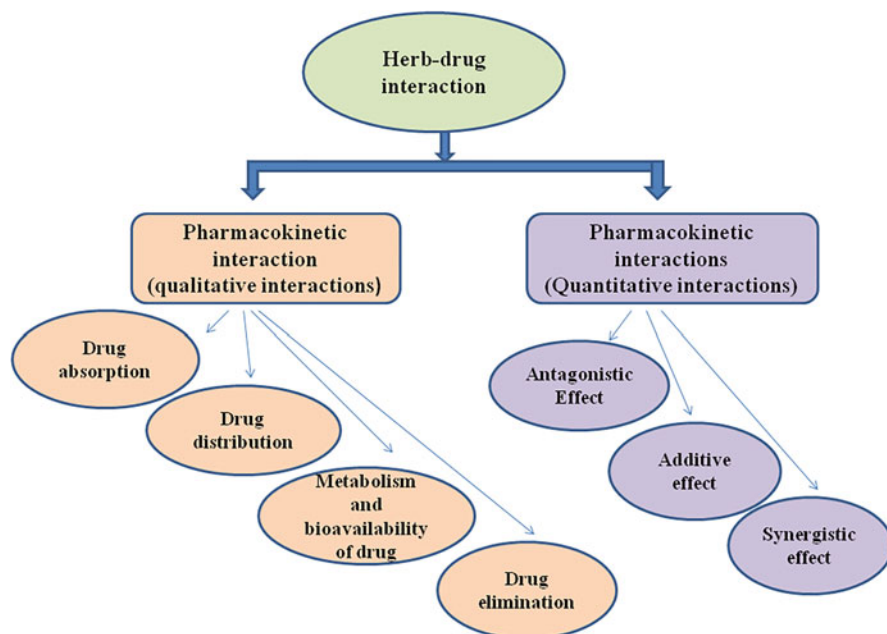 Herb-drug
interaction
Pharmacokinetic
interaction
(qualitative interactions)
Pharmacokinetic
interactions
(Quantitative interactions)
Drug
absorption
Drug
distribution
Metabolism
and
bioavailability
of drug
Drug
elimination
Antagonistic
Effect
Additive
effect
Synergistic
effect